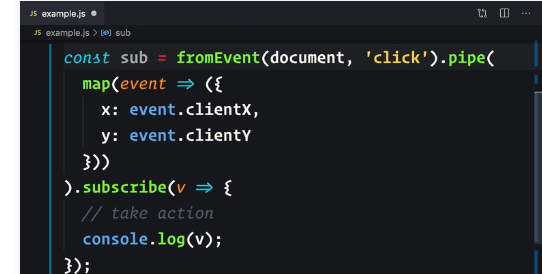 JS example.js
JS example.js > sub
const sub = fromEvent(document, 'click').pipe(
map(event => ({
x: event.clientX,
y: event.clientY
}))
).subscribe(v => {
// take action
console.log(v);
});